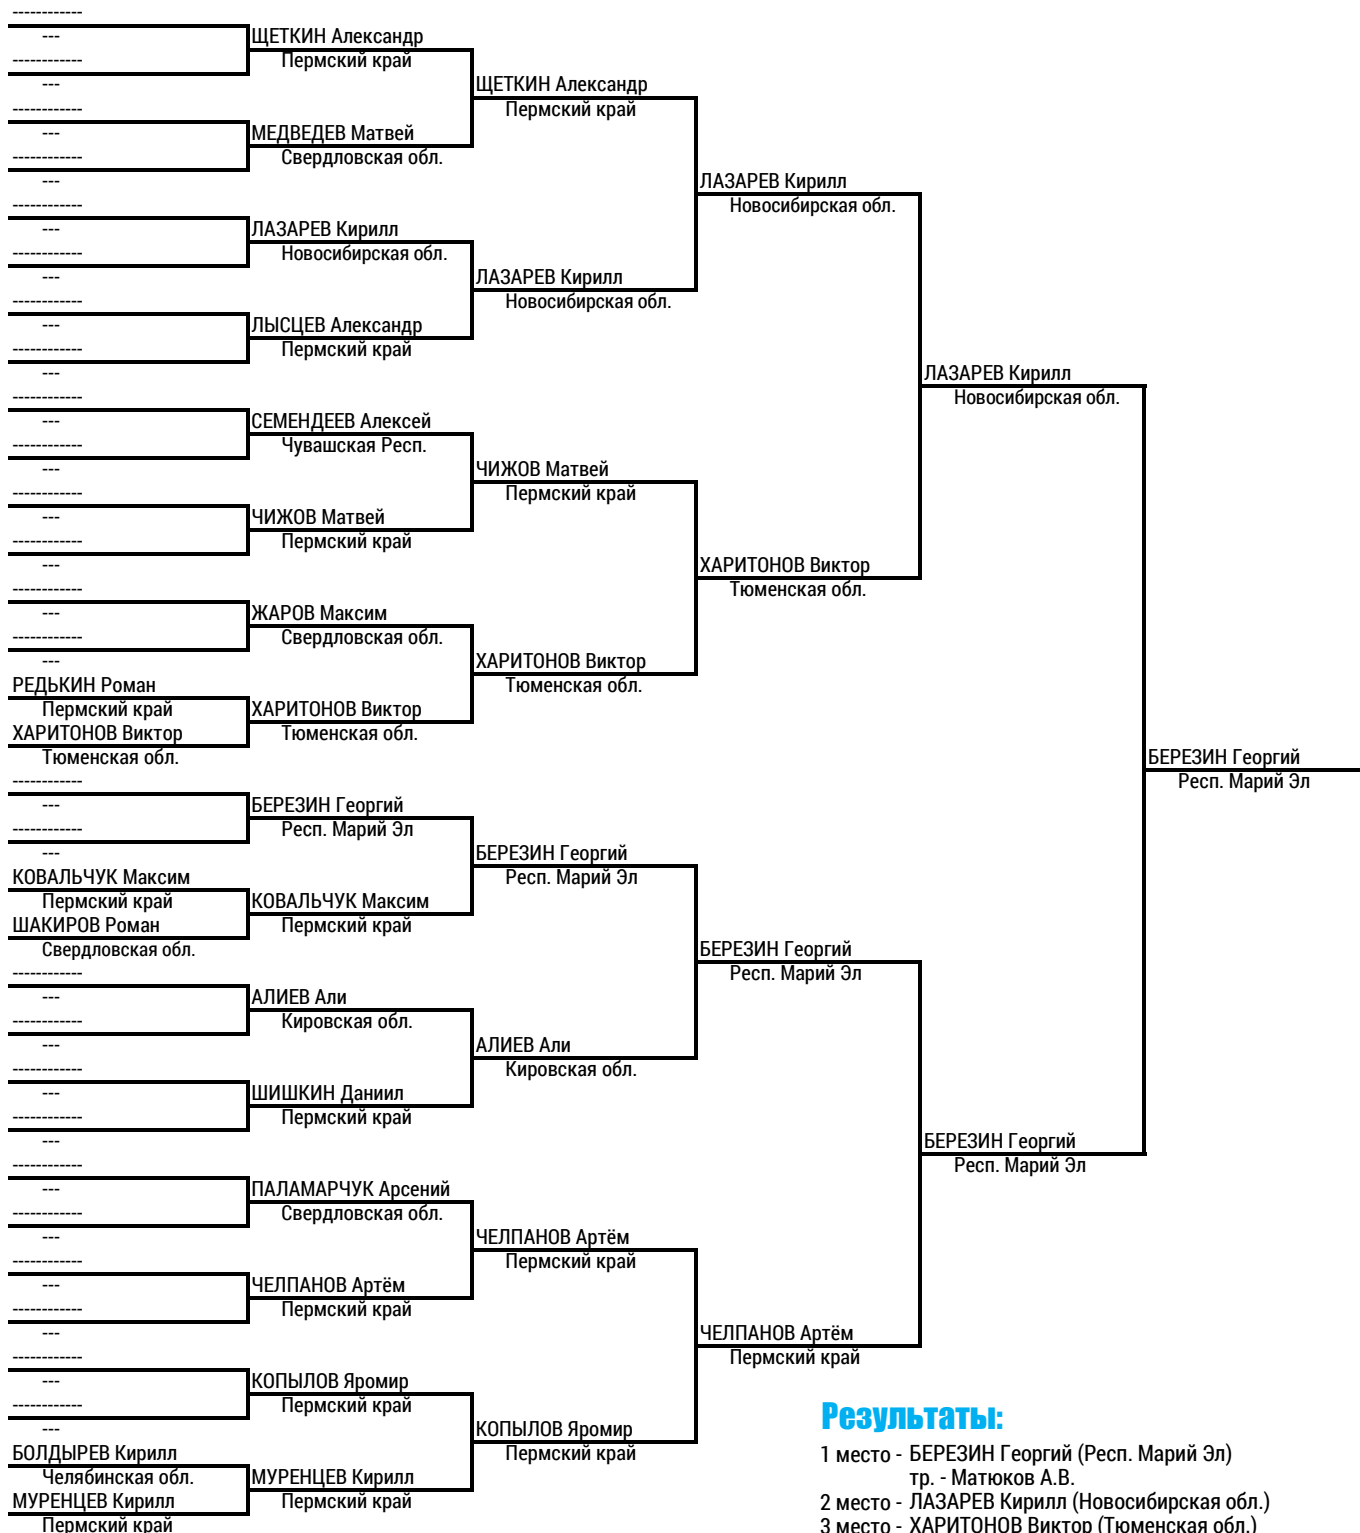 ------------
---
------------
---
------------
---
------------
---
------------
---
------------
---
------------
---
------------
---
------------
---
------------
---
------------
---
------------
---
------------
---
------------
---
РЕДЬКИН Роман
Пермский край
ХАРИТОНОВ Виктор
Тюменская обл.
------------
---
------------
---
КОВАЛЬЧУК Максим
Пермский край
ШАКИРОВ Роман
Свердловская обл.
------------
---
------------
---
------------
---
------------
---
------------
---
------------
---
------------
---
------------
---
------------
---
------------
---
БОЛДЫРЕВ Кирилл
Челябинская обл.
МУРЕНЦЕВ Кирилл
Пермский край
ЩЕТКИН Александр
Пермский край
МЕДВЕДЕВ Матвей
Свердловская обл.
ЛАЗАРЕВ Кирилл
Новосибирская обл.
ЛЫСЦЕВ Александр
Пермский край
СЕМЕНДЕЕВ Алексей
Чувашская Респ.
ЧИЖОВ Матвей
Пермский край
ЖАРОВ Максим
Свердловская обл.
ХАРИТОНОВ Виктор
Тюменская обл.
БЕРЕЗИН Георгий
Респ. Марий Эл
КОВАЛЬЧУК Максим
Пермский край
АЛИЕВ Али
Кировская обл.
ШИШКИН Даниил
Пермский край
ПАЛАМАРЧУК Арсений
Свердловская обл.
ЧЕЛПАНОВ Артём
Пермский край
КОПЫЛОВ Яромир
Пермский край
МУРЕНЦЕВ Кирилл
Пермский край
ЩЕТКИН Александр
Пермский край
ЛАЗАРЕВ Кирилл
Новосибирская обл.
ЧИЖОВ Матвей
Пермский край
ХАРИТОНОВ Виктор
Тюменская обл.
БЕРЕЗИН Георгий
Респ. Марий Эл
АЛИЕВ Али
Кировская обл.
ЧЕЛПАНОВ Артём
Пермский край
КОПЫЛОВ Яромир
Пермский край
ЛАЗАРЕВ Кирилл
Новосибирская обл.
ХАРИТОНОВ Виктор
Тюменская обл.
БЕРЕЗИН Георгий
Респ. Марий Эл
ЧЕЛПАНОВ Артём
Пермский край
ЛАЗАРЕВ Кирилл
Новосибирская обл.
БЕРЕЗИН Георгий
Респ. Марий Эл
БЕРЕЗИН Георгий
Респ. Марий Эл
Результаты:
1 место - БЕРЕЗИН Георгий (Респ. Марий Эл)
тр. - Матюков А.В.
2 место - ЛАЗАРЕВ Кирилл (Новосибирская обл.)
3 место - ХАРИТОНОВ Виктор (Тюменская обл.)